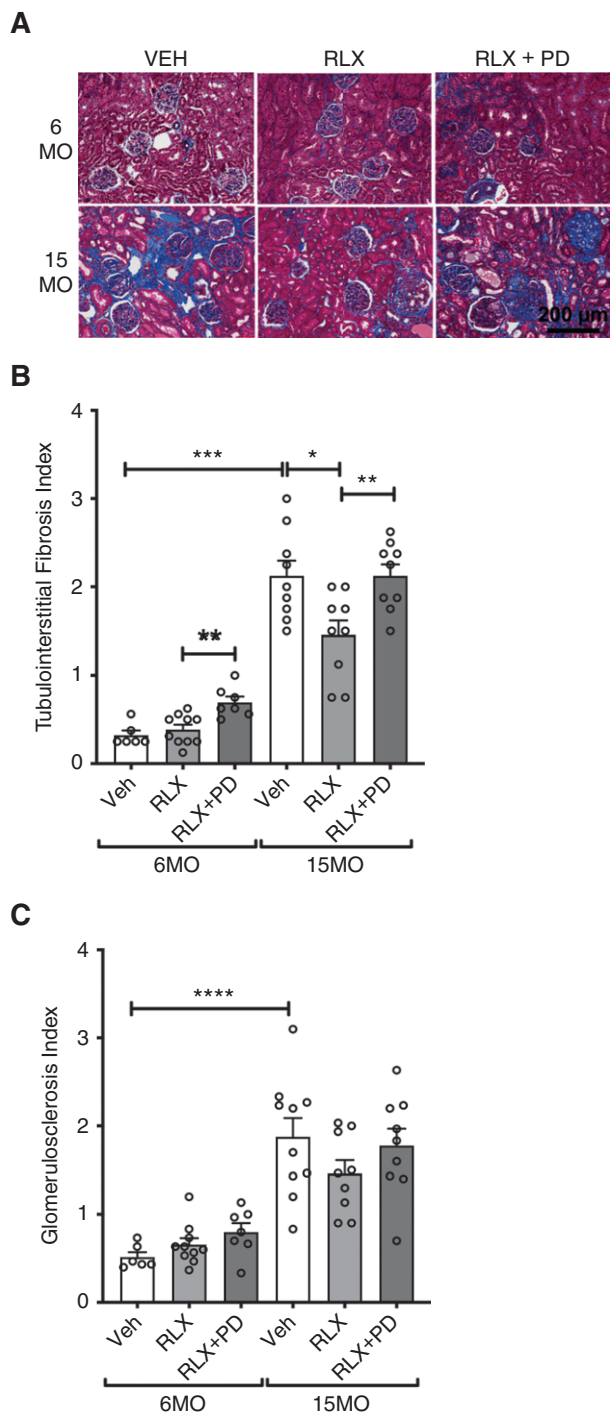 A
VEH RLX RLX + PD
6
MO
15
MO
200 µm
B
Tubulointerstitial Fibrosis Index
4
3
2
1
0
*** * **
**
Veh RLX RLX+PD Veh RLX RLX+PD
6MO 15MO
C
Glomerulosclerosis Index
4
3
2
1
0
****
Veh RLX RLX+PD Veh RLX RLX+PD
6MO 15MO